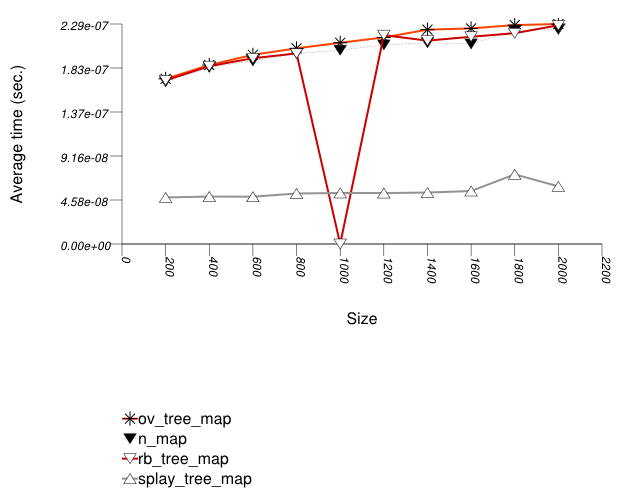 2.29e-07
1.83e-07
1.37e-07
9.16e-08
4.58e-08
0.00e+00
Average time (sec.)
0
200
400
600
800
1000
1200
1400
1600
1800
2000
2200
Size
ov_tree_map
n_map
rb_tree_map
splay_tree_map